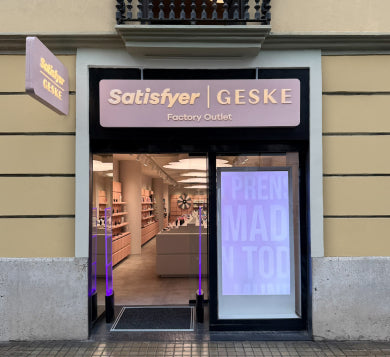 Satisfyer
GESKE
Satisfyer | GESKE
Factory Outlet
PREN
MAD
N TOD